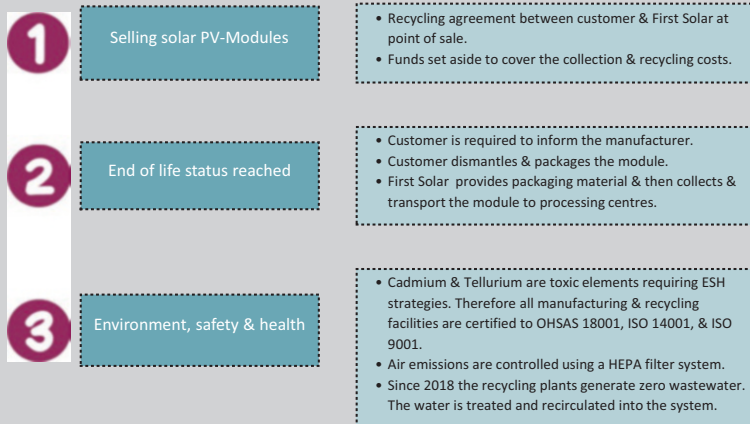 1
Selling solar PV-Modules
• Recycling agreement between customer & First Solar at
point of sale.
• Funds set aside to cover the collection & recycling costs.
2
End of life status reached
• Customer is required to inform the manufacturer.
• Customer dismantles & packages the module.
• First Solar provides packaging material & then collects &
transport the module to processing centres.
3
Environment, safety & health
• Cadmium & Tellurium are toxic elements requiring ESH
strategies. Therefore all manufacturing & recycling
facilities are certified to OHSAS 18001, ISO 14001, & ISO
9001.
• Air emissions are controlled using a HEPA filter system.
• Since 2018 the recycling plants generate zero wastewater.
The water is treated and recirculated into the system.